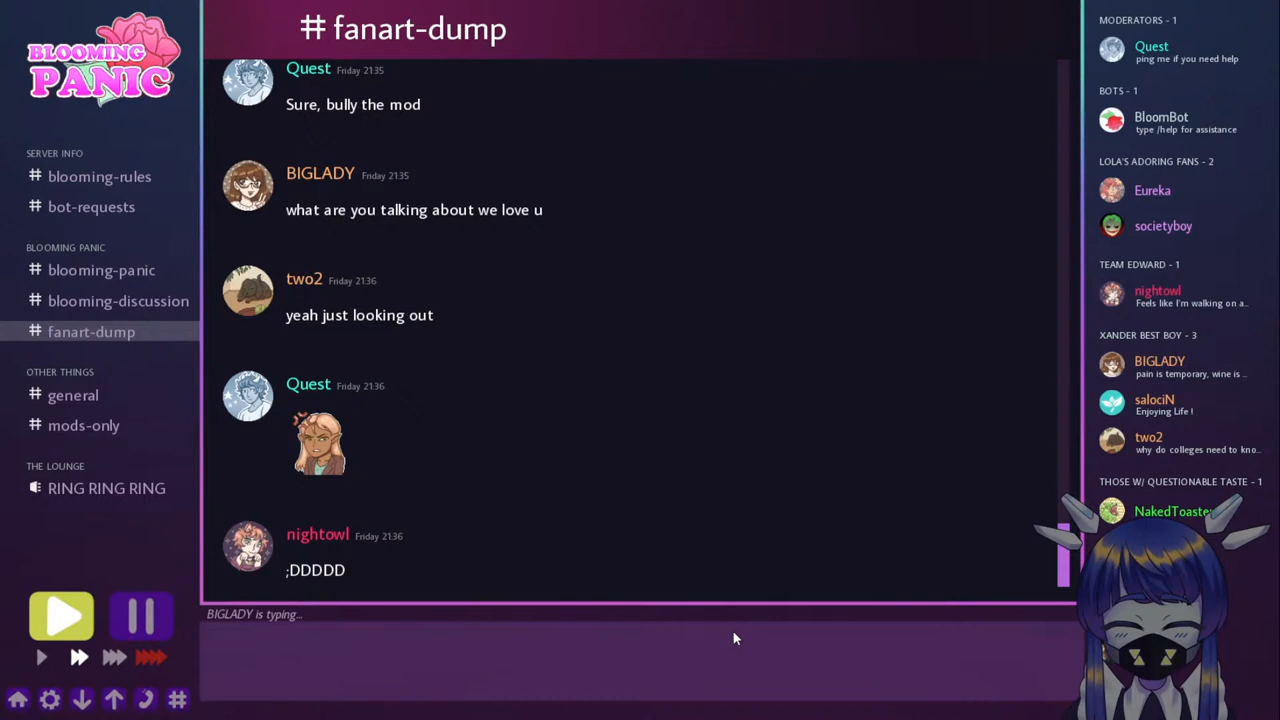 BLOOMING
PANIC
SERVER INFO
# blooming-rules
# bot-requests
BLOOMING PANIC
# blooming-panic
# blooming-discussion
# fanart-dump
OTHER THINGS
# general
# mods-only
THE LOUNGE
RING RING RING
# fanart-dump
Quest Friday 21:35
Sure, bully the mod
BIGLADY Friday 21:35
what are you talking about we love u
two2 Friday 21:36
yeah just looking out
Quest Friday 21:36
nightowl Friday 21:36
;DDDDD
BIGLADY is typing...
MODERATORS - 1
Quest
ping me if you need help
BOTS - 1
BloomBot
type /help for assistance
LOLA'S ADORING FANS - 2
Eureka
societyboy
TEAM EDWARD - 1
nightowl
Feels like I'm walking on a..
XANDER BEST BOY - 3
BIGLADY
pain is temporary, wine is ..
salociN
Enjoying Life !
two2
why do colleges need to kno..
THOSE W/ QUESTIONABLE TASTE - 1
NakedToaste